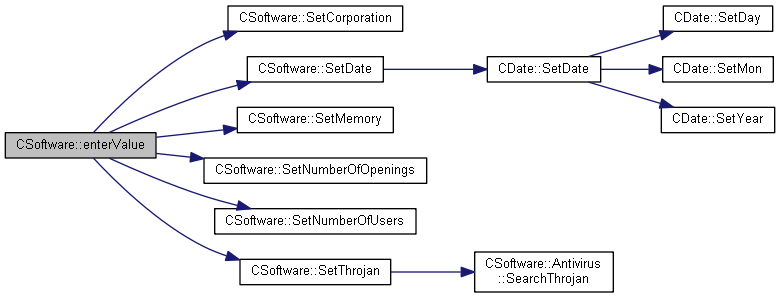 CSoftware::enterValue
CSoftware::SetCorporation
CSoftware::SetDate
CDate::SetDate
CDate::SetDay
CDate::SetMon
CDate::SetYear
CSoftware::SetMemory
CSoftware::SetNumberOfOpenings
CSoftware::SetNumberOfUsers
CSoftware::SetThrojan
CSoftware::Antivirus
::SearchThrojan